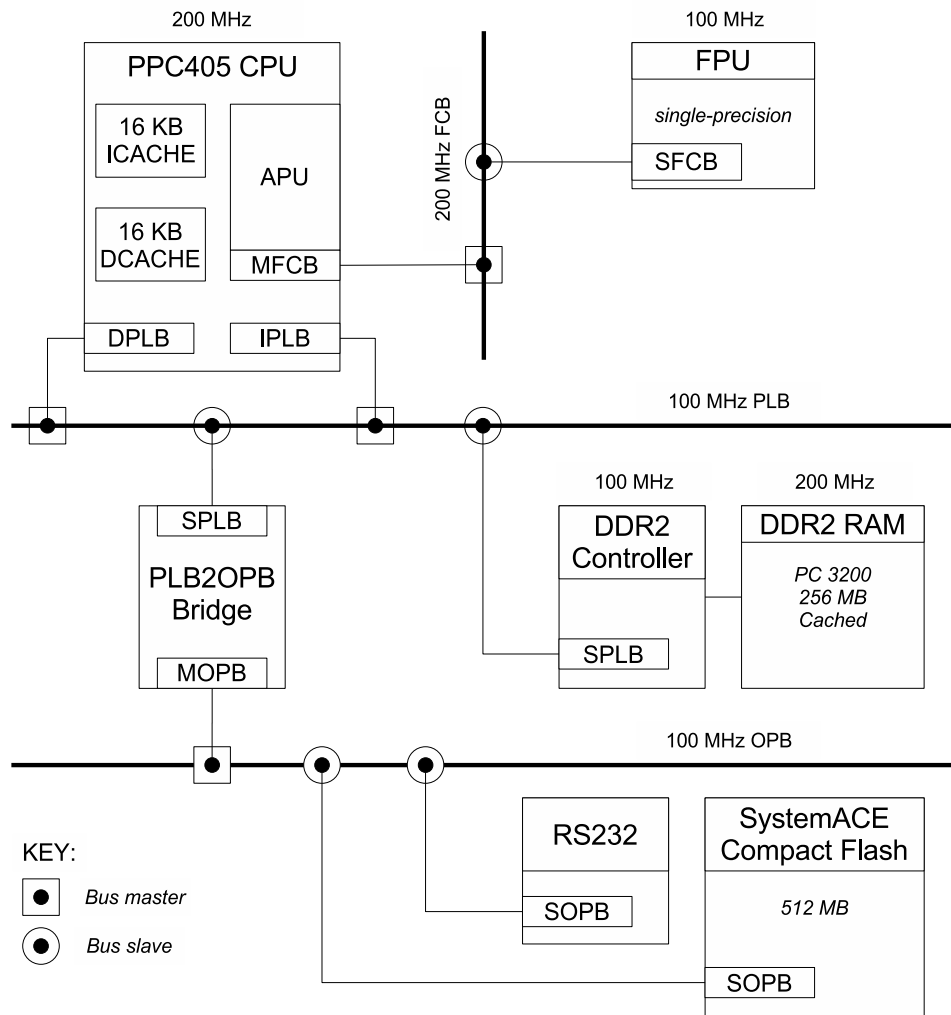 200 MHz
PPC405 CPU
16 KB
ICACHE
APU
16 KB
DCACHE
MFCB
DPLB
IPLB
200 MHz FCB
100 MHz
FPU
single-precision
SFCB
100 MHz PLB
SPLB
PLB2OPB
Bridge
MOPB
100 MHz
DDR2
Controller
SPLB
200 MHz
DDR2 RAM
PC 3200
256 MB
Cached
100 MHz OPB
RS232
SOPB
SystemACE
Compact Flash
512 MB
SOPB
KEY:
Bus master
Bus slave